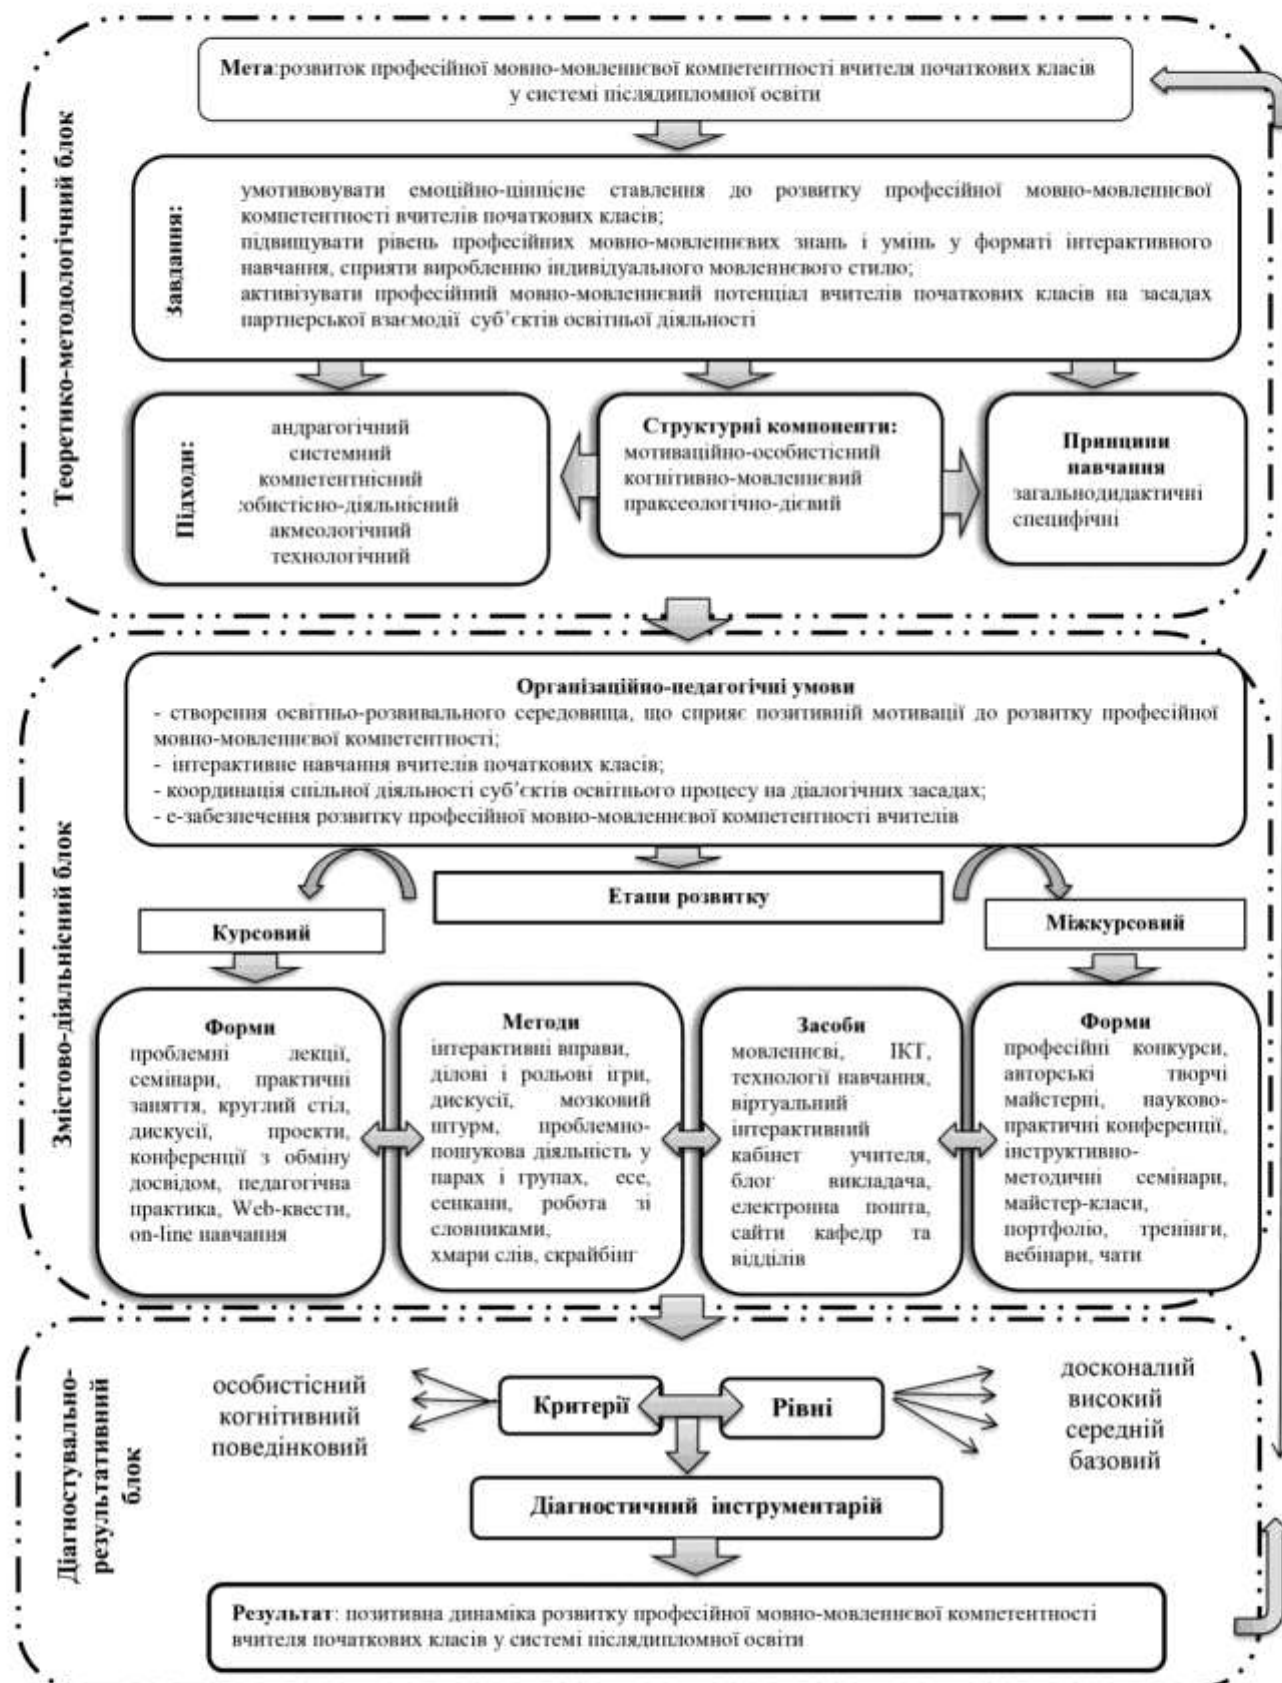 Теоретико-методологічний блок
Мета:розвиток професійної мовно-мовленнєвої компетентності вчителя початкових класів
у системі післядипломної освіти
Завдання:
умотивовувати емоційно-ціннісне ставлення до розвитку професійної мовно-мовленнєвої
компетентності вчителів початкових класів;
підвищувати рівень професійних мовно-мовленнєвих знань і умінь у форматі інтерактивного
навчання, сприяти виробленню індивідуального мовленнєвого стилю;
активізувати професійний мовно-мовленнєвий потенціал вчителів початкових класів на засадах
партнерської взаємодії суб’єктів освітньої діяльності
Підходи:
андрагогічний
системний
компетентнісний
собистісно-діяльнісний
акмеологічний
технологічний
Структурні компоненти:
мотиваційно-особистісний
когнітивно-мовленнєвий
праксеологічно-дієвий
Принципи
навчання
загальнодидактичні
специфічні
Змістово-діяльнісний блок
Організаційно-педагогічні умови
- створення освітньо-розвивального середовища, що сприяє позитивній мотивації до розвитку професійної
мовно-мовленнєвої компетентності;
- інтерактивне навчання вчителів початкових класів;
- координація спільної діяльності суб’єктів освітнього процесу на діалогічних засадах;
- е-забезпечення розвитку професійної мовно-мовленнєвої компетентності вчителів
Етапи розвитку
Курсовий
Міжкурсовий
Форми
проблемні лекції,
семінари, практичні
заняття, круглий стіл,
дискусії, проекти,
конференції з обміну
досвідом, педагогічна
практика, Web-квести,
on-line навчання
Методи
інтерактивні вправи,
ділові і рольові ігри,
дискусії, мозковий
штурм, проблемно-
пошукова діяльність у
парах і групах, есе,
сенкани, робота зі
словниками,
хмари слів, скрайбінг
Засоби
мовленнєві, ІКТ,
технології навчання,
віртуальний
інтерактивний
кабінет учителя,
блог викладача,
електронна пошта,
сайти кафедр та
відділів
Форми
професійні конкурси,
авторські творчі
майстерні, науково-
практичні конференції,
інструктивно-
методичні семінари,
майстер-класи,
портфоліо, тренінги,
вебінари, чати
Діагностувально-
результативний
блок
особистісний
когнітивний
поведінковий
Критерії
Рівні
досконалий
високий
середній
базовий
Діагностичний інструментарій
Результат: позитивна динаміка розвитку професійної мовно-мовленнєвої компетентності
вчителя початкових класів у системі післядипломної освіти